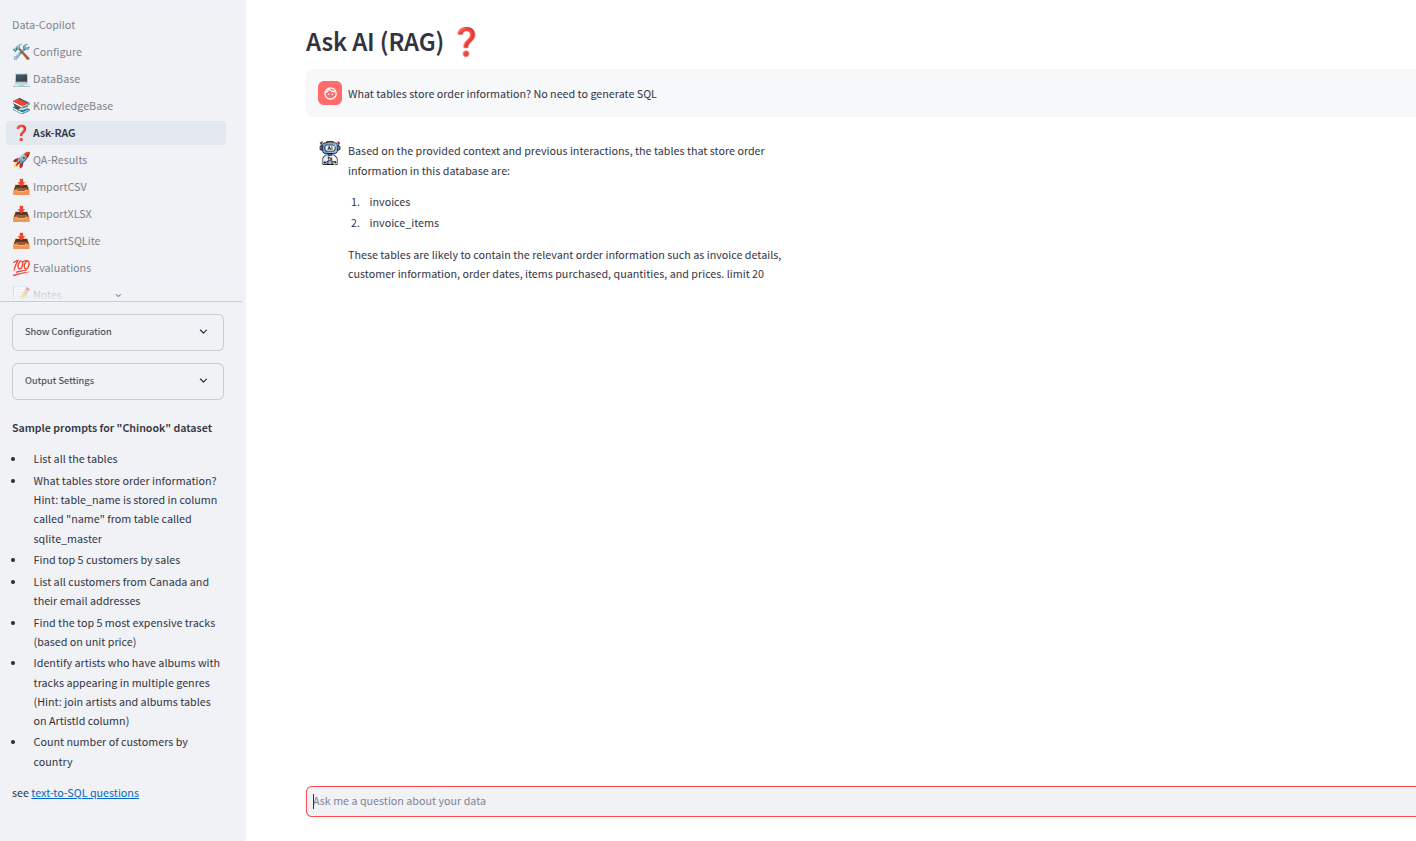 Data-Copilot
Configure
DataBase
KnowledgeBase
Ask-RAG
QA-Results
ImportCSV
ImportXLSX
ImportSQLite
100 Evaluations
Notes
Show Configuration
Output Settings
Sample prompts for "Chinook" dataset
List all the tables
What tables store order information?
Hint: table_name is stored in column
called "name" from table called
sqlite_master
Find top 5 customers by sales
List all customers from Canada and
their email addresses
Find the top 5 most expensive tracks
(based on unit price)
Identify artists who have albums with
tracks appearing in multiple genres
(Hint: join artists and albums tables
on ArtistId column)
Count number of customers by
country
see text-to-SQL questions
Ask AI (RAG) ❓
What tables store order information? No need to generate SQL
Based on the provided context and previous interactions, the tables that store order
information in this database are:
1. invoices
2. invoice_items
These tables are likely to contain the relevant order information such as invoice details,
customer information, order dates, items purchased, quantities, and prices. limit 20
Ask me a question about your data